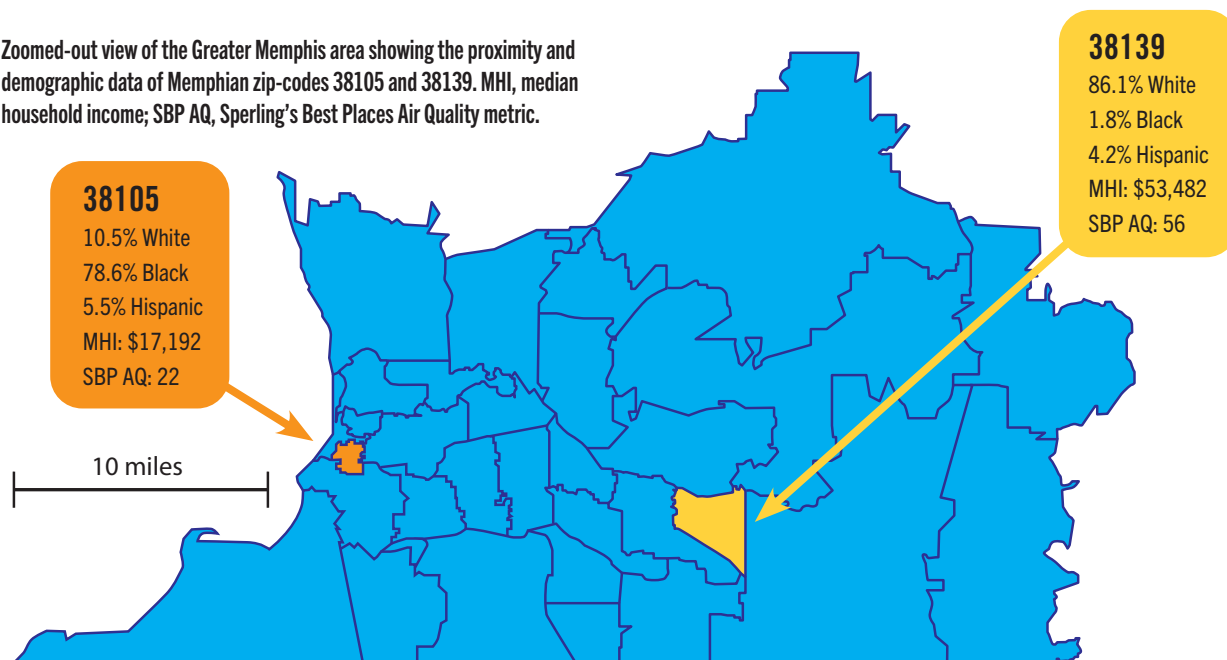 Zoomed-out view of the Greater Memphis area showing the proximity and
demographic data of Memphian zip-codes 38105 and 38139. MHI, median
household income; SBP AQ, Sperling's Best Places Air Quality metric.
38105
10.5% White
78.6% Black
5.5% Hispanic
MHI: $17,192
SBP AQ: 22
38139
86.1% White
1.8% Black
4.2% Hispanic
MHI: $53,482
SBP AQ: 56
10 miles